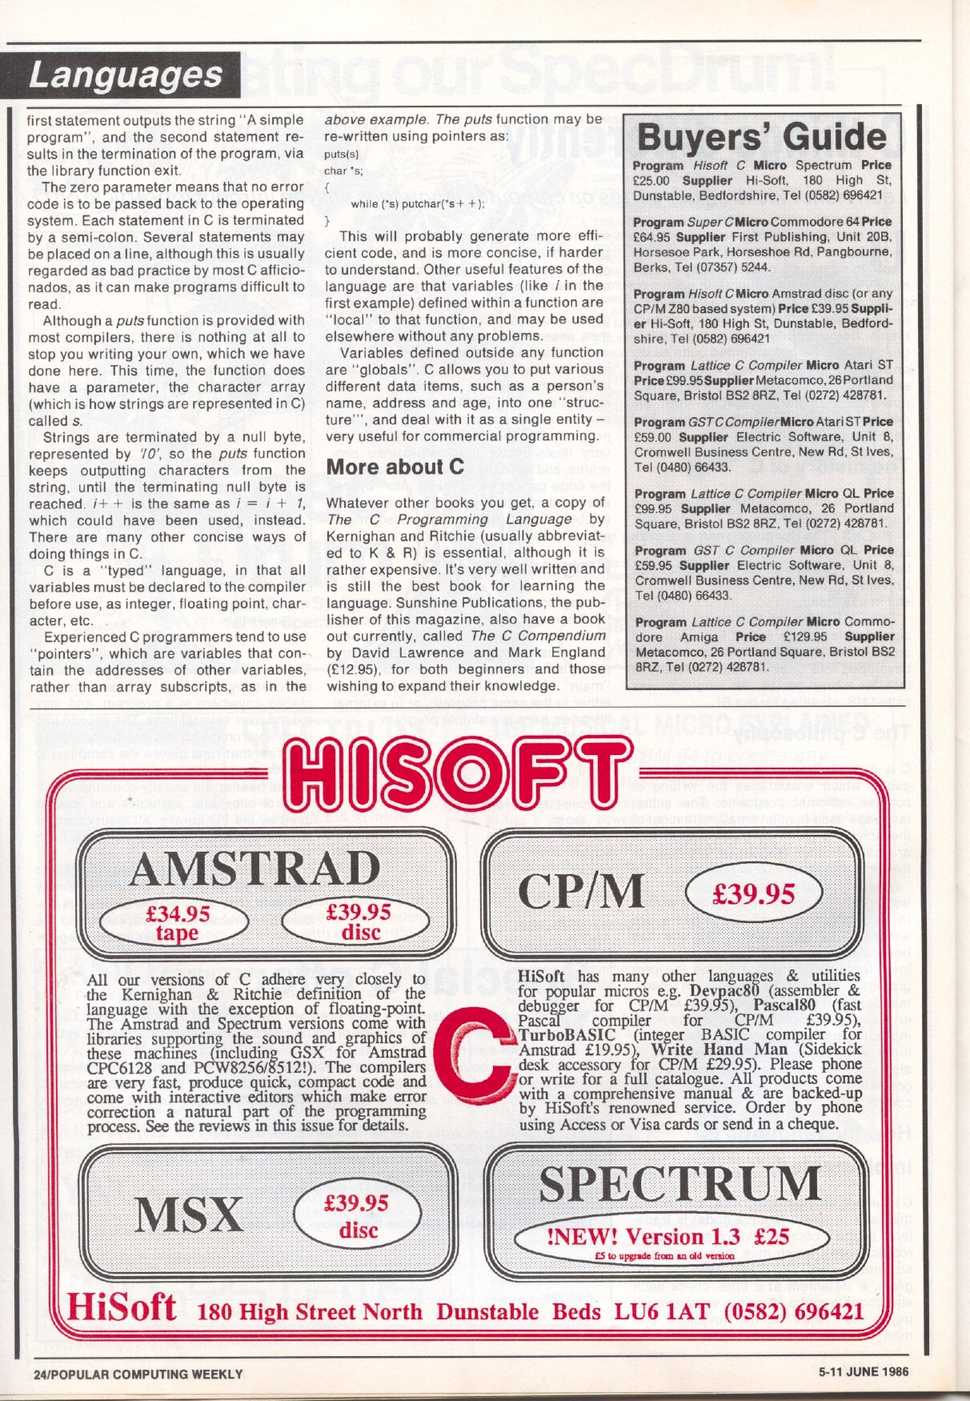 Languages
first statement outputs the string "A simple
program", and the second statement re-
sults in the termination of the program, via
the library function exit.
The zero parameter means that no error
code is to be passed back to the operating
system. Each statement in C is terminated
by a semi-colon. Several statements may
be placed on a line, although this is usually
regarded as bad practice by most C afficio-
nados, as it can make programs difficult to
read.
Although a puts function is provided with
most compilers, there is nothing at all to
stop you writing your own, which we have
done here. This time, the function does
have a parameter, the character array
(which is how strings are represented in C)
called s.
Strings are terminated by a null byte,
represented by '/0', so the puts function
keeps outputting characters from the
string, until the terminating null byte is
reached. i++ is the same as i = i + 1,
which could have been used, instead.
There are many other concise ways of
doing things in C.
C is a "typed" language, in that all
variables must be declared to the compiler
before use, as integer, floating point, char-
acter, etc.
Experienced C programmers tend to use
"pointers", which are variables that con-
tain the addresses of other variables,
rather than array subscripts, as in the
above example. The puts function may be
re-written using pointers as:
puts(s)
char *s;
{
while (*s) putchar(*s++);
}
This will probably generate more effi-
cient code, and is more concise, if harder
to understand. Other useful features of the
language are that variables (like i in the
first example) defined within a function are
"local" to that function, and may be used
elsewhere without any problems.
Variables defined outside any function
are "globals". C allows you to put various
different data items, such as a person's
name, address and age, into one "struc-
ture'", and deal with it as a single entity –
very useful for commercial programming.
More about C
Whatever other books you get, a copy of
The C Programming Language by
Kernighan and Ritchie (usually abbreviat-
ed to K & R) is essential, although it is
rather expensive. It's very well written and
is still the best book for learning the
language. Sunshine Publications, the pub-
lisher of this magazine, also have a book
out currently, called The C Compendium
by David Lawrence and Mark England
(£12.95), for both beginners and those
wishing to expand their knowledge.
Buyers' Guide
Program Hisoft C Micro Spectrum Price
£25.00 Supplier Hi-Soft, 180 High St,
Dunstable, Bedfordshire, Tel (0582) 696421
Program Super C Micro Commodore 64 Price
£64.95 Supplier First Publishing, Unit 20B,
Horsesoe Park, Horseshoe Rd, Pangbourne,
Berks, Tel (07357) 5244.
Program Hisoft C Micro Amstrad disc (or any
CP/M Z80 based system) Price £39.95 Suppli-
er Hi-Soft, 180 High St, Dunstable, Bedford-
shire, Tel (0582) 696421
Program Lattice C Compiler Micro Atari ST
Price £99.95 Supplier Metacomco, 26 Portland
Square, Bristol BS2 8RZ, Tel (0272) 428781.
Program GST C Compiler Micro Atari ST Price
£59.00 Supplier Electric Software, Unit 8,
Cromwell Business Centre, New Rd, St Ives,
Tel (0480) 66433.
Program Lattice C Compiler Micro QL Price
£99.95 Supplier Metacomco, 26 Portland
Square, Bristol BS2 8RZ, Tel (0272) 428781.
Program GST C Compiler Micro QL Price
£59.95 Supplier Electric Software, Unit 8,
Cromwell Business Centre, New Rd, St Ives,
Tel (0480) 66433.
Program Lattice C Compiler Micro Commo-
dore Amiga Price £129.95 Supplier
Metacomco, 26 Portland Square, Bristol BS2
8RZ, Tel (0272) 428781.
HISOFT
AMSTRAD
£34.95
tape
£39.95
disc
CP/M £39.95
All our versions of C adhere very closely to
the Kernighan & Ritchie definition of the
language with the exception of floating-point.
The Amstrad and Spectrum versions come with
libraries supporting the sound and graphics of
these machines (including GSX for Amstrad
CPC6128 and PCW8256/8512!). The compilers
are very fast, produce quick, compact code and
come with interactive editors which make error
correction a natural part of the programming
process. See the reviews in this issue for details.
C
HiSoft has many other languages & utilities
for popular micros e.g. Devpac80 (assembler &
debugger for CP/M £39.95), Pascal80 (fast
Pascal compiler for CP/M £39.95),
TurboBASIC (integer BASIC compiler for
Amstrad £19.95), Write Hand Man (Sidekick
desk accessory for CP/M £29.95). Please phone
or write for a full catalogue. All products come
with a comprehensive manual & are backed-up
by HiSoft's renowned service. Order by phone
using Access or Visa cards or send in a cheque.
MSX
£39.95
disc
SPECTRUM
!NEW! Version 1.3 £25
£5 to upgrade from an old version
HiSoft 180 High Street North Dunstable Beds LU6 1AT (0582) 696421
24/POPULAR COMPUTING WEEKLY
5-11 JUNE 1986